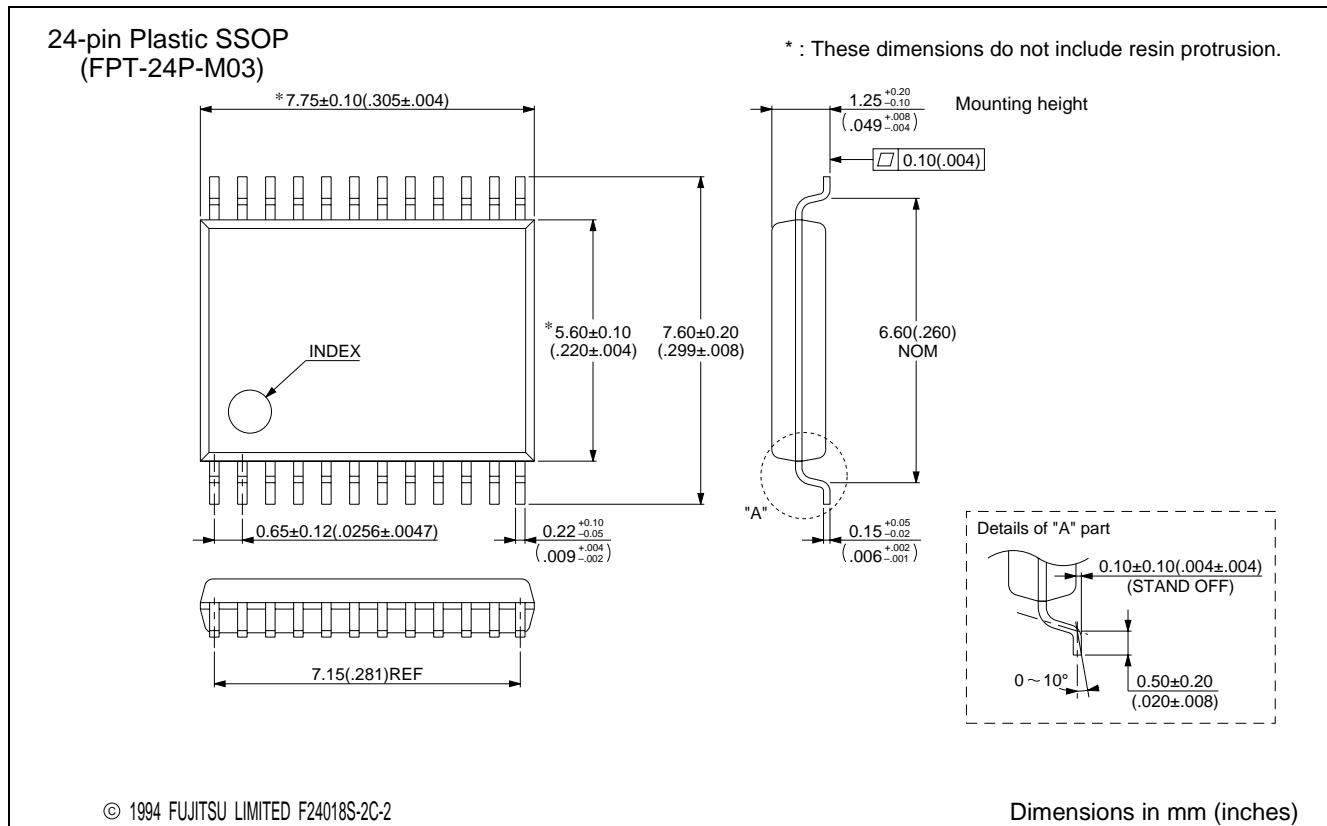 24-pin Plastic SSOP
(FPT-24P-M03)
* : These dimensions do not include resin protrusion.
*7.75±0.10(.305±.004)
1.25 +0.20 −0.10
(.049 +.008 −.004)
Mounting height
0.10(.004)
INDEX
*5.60±0.10
(.220±.004)
7.60±0.20
(.299±.008)
6.60(.260)
NOM
"A"
0.65±0.12(.0256±.0047)
0.22 +0.10 −0.05
(.009 +.004 −.002)
0.15 +0.05 −0.02
(.006 +.002 −.001)
Details of "A" part
0.10±0.10(.004±.004)
(STAND OFF)
0～10°
0.50±0.20
(.020±.008)
7.15(.281)REF
© 1994 FUJITSU LIMITED F24018S-2C-2
Dimensions in mm (inches)